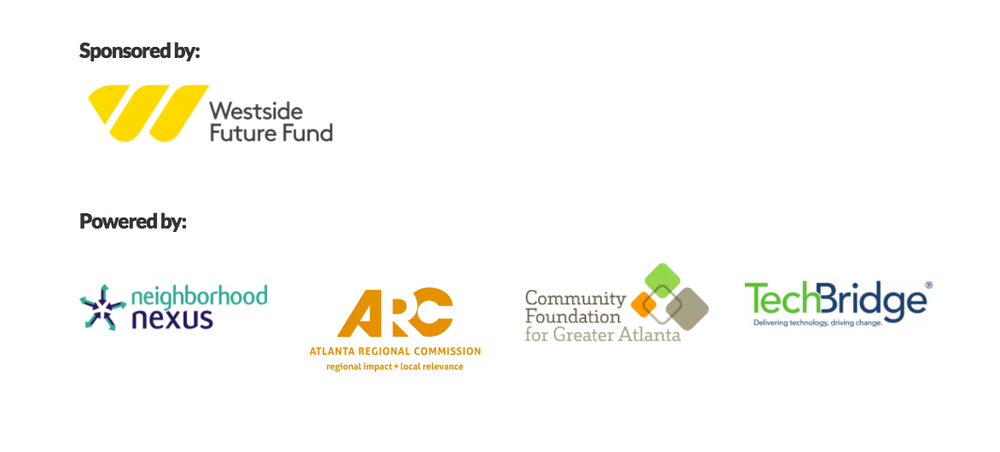 Sponsored by:
Westside
Future Fund
Powered by:
neighborhood
nexus
ARC
ATLANTA REGIONAL COMMISSION
regional impact + local relevance
Community
Foundation
for Greater Atlanta
TechBridge®
Delivering technology, driving change.